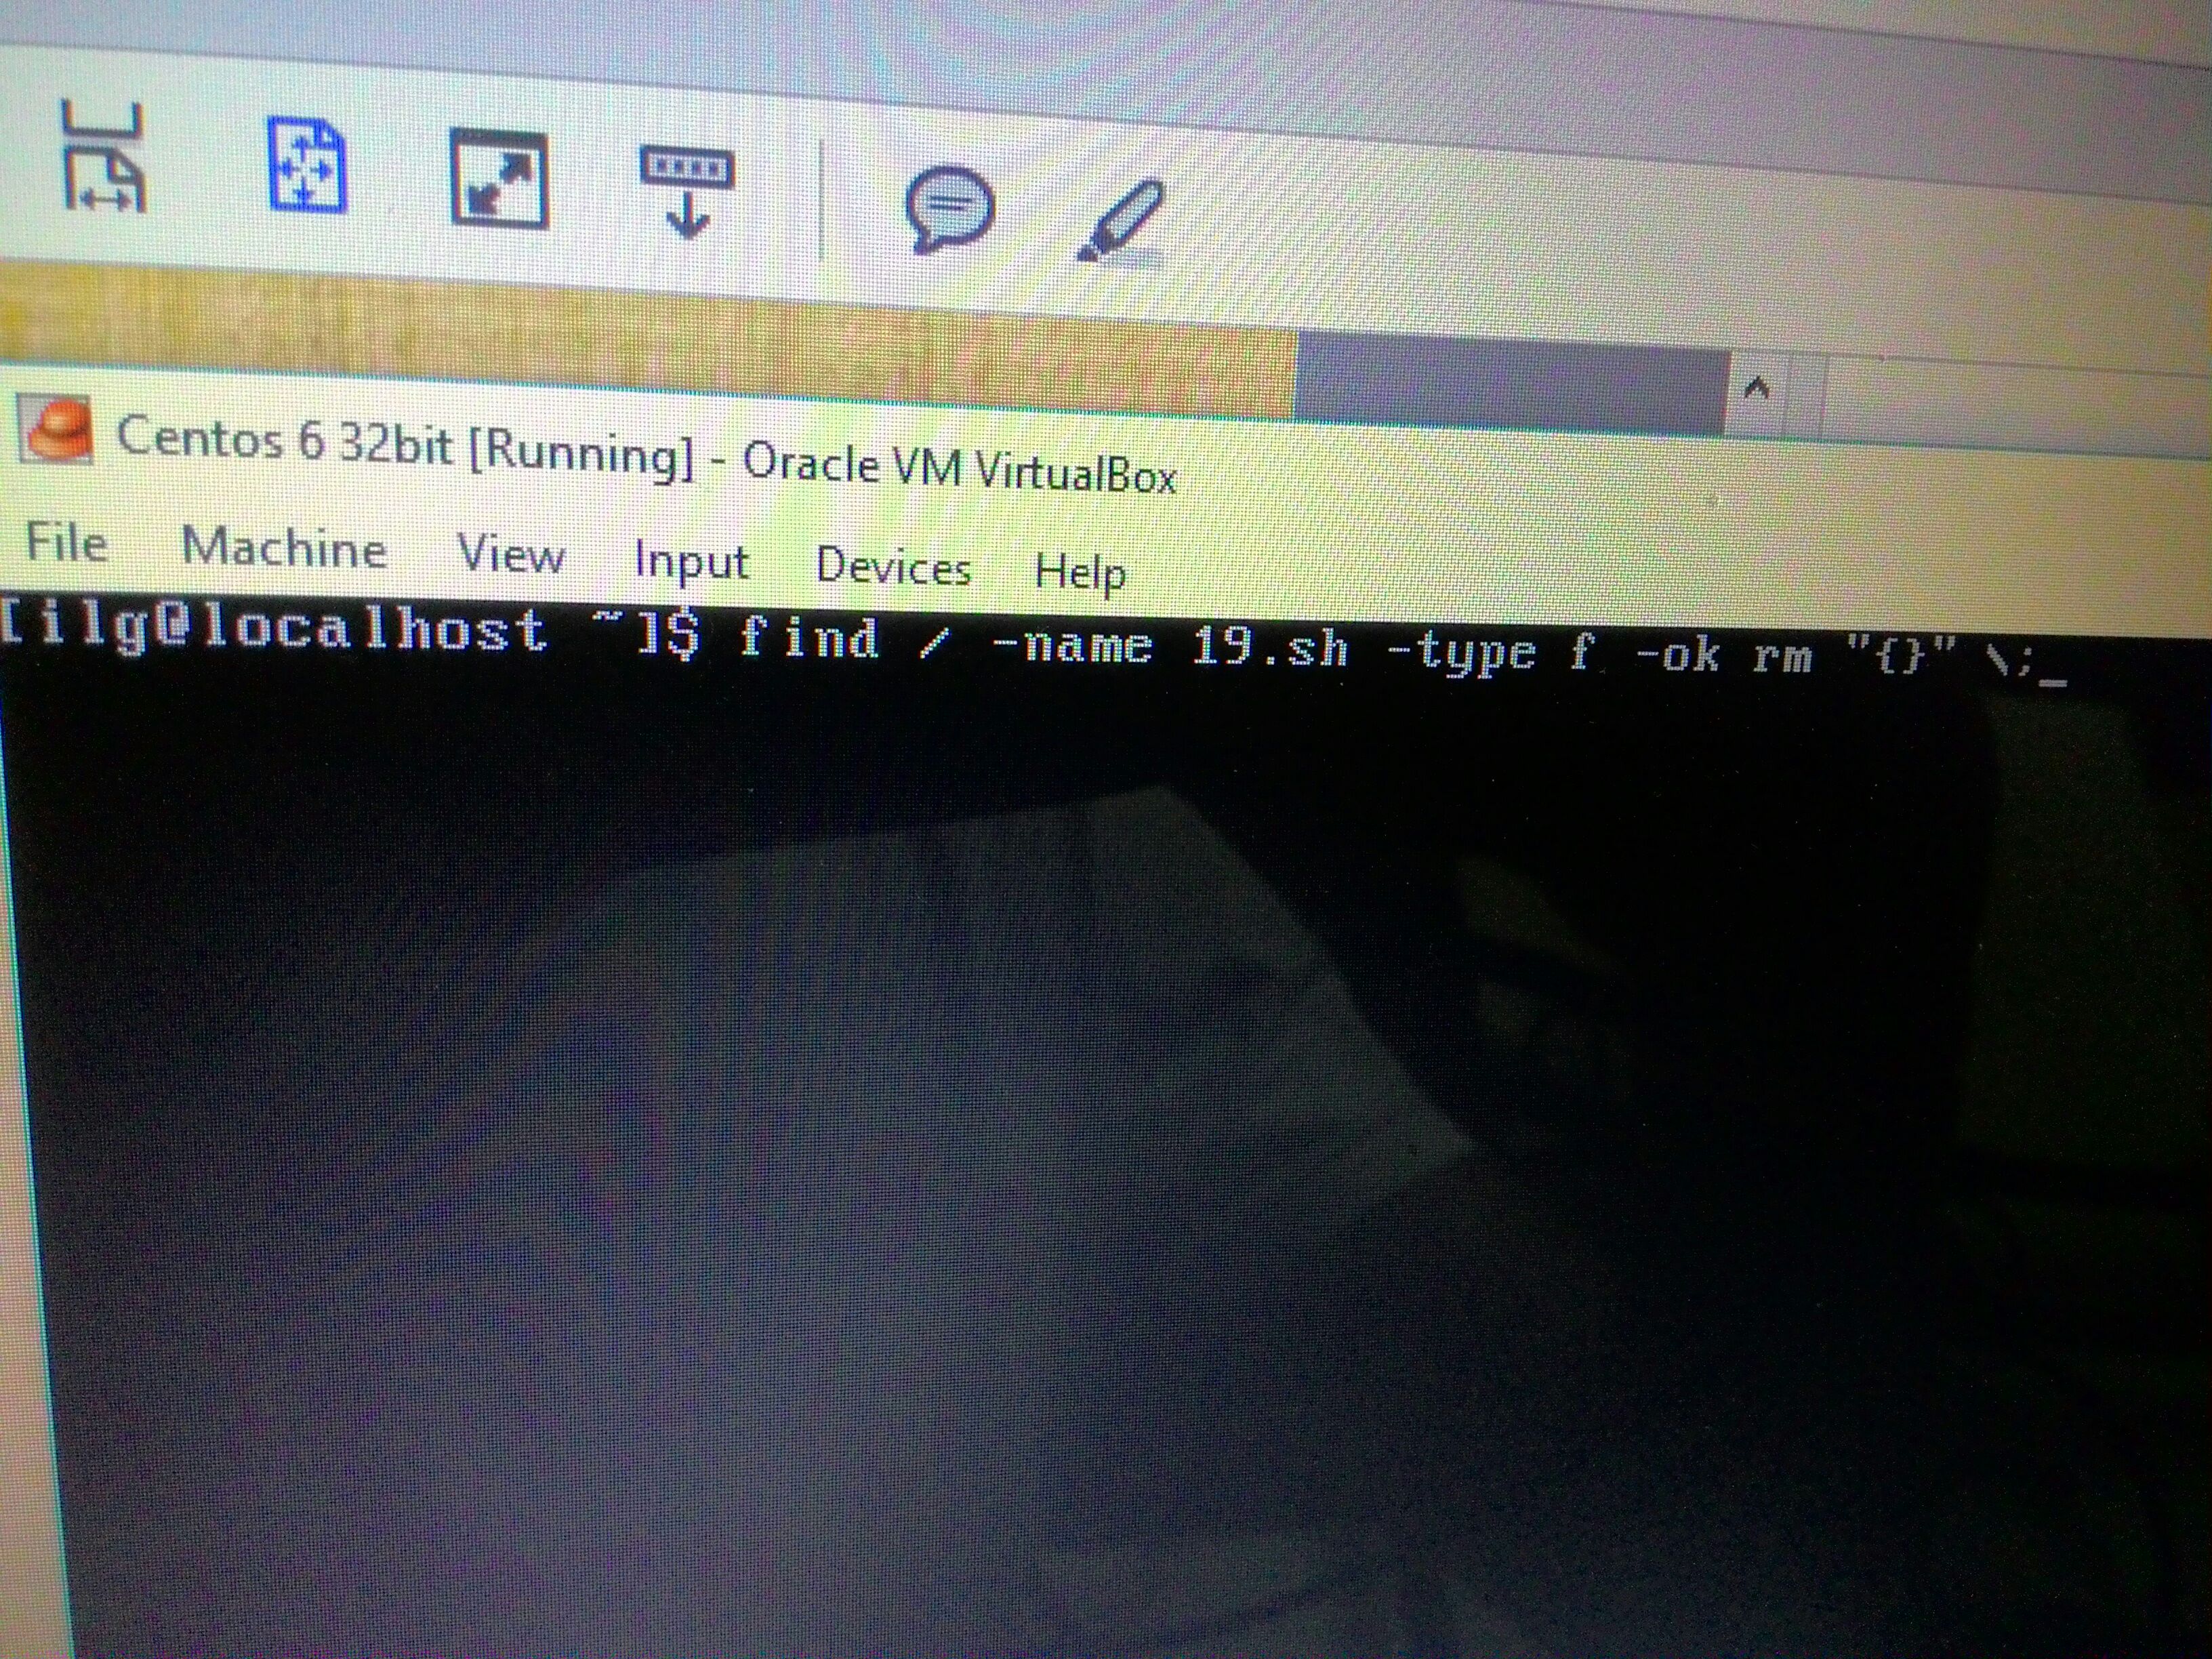 Centos 6 32bit [Running] - Oracle VM VirtualBox
File Machine View Input Devices Help
[ilg@localhost ~]$ find / -name 19.sh -type f -ok rm "{}" \;_